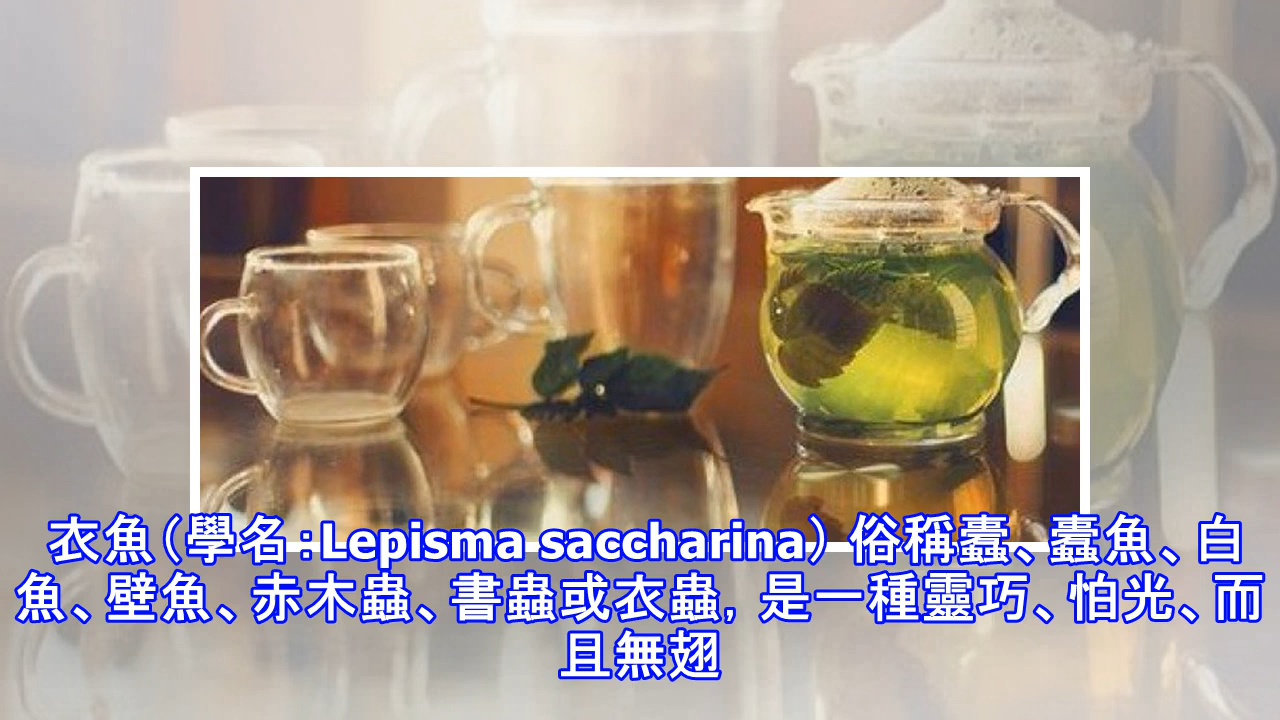 衣魚（學名：Lepisma saccharina）俗稱蠹、蠹魚、白
魚、壁魚、赤木蟲、書蟲或衣蟲，是一種靈巧、怕光、而
且無翅